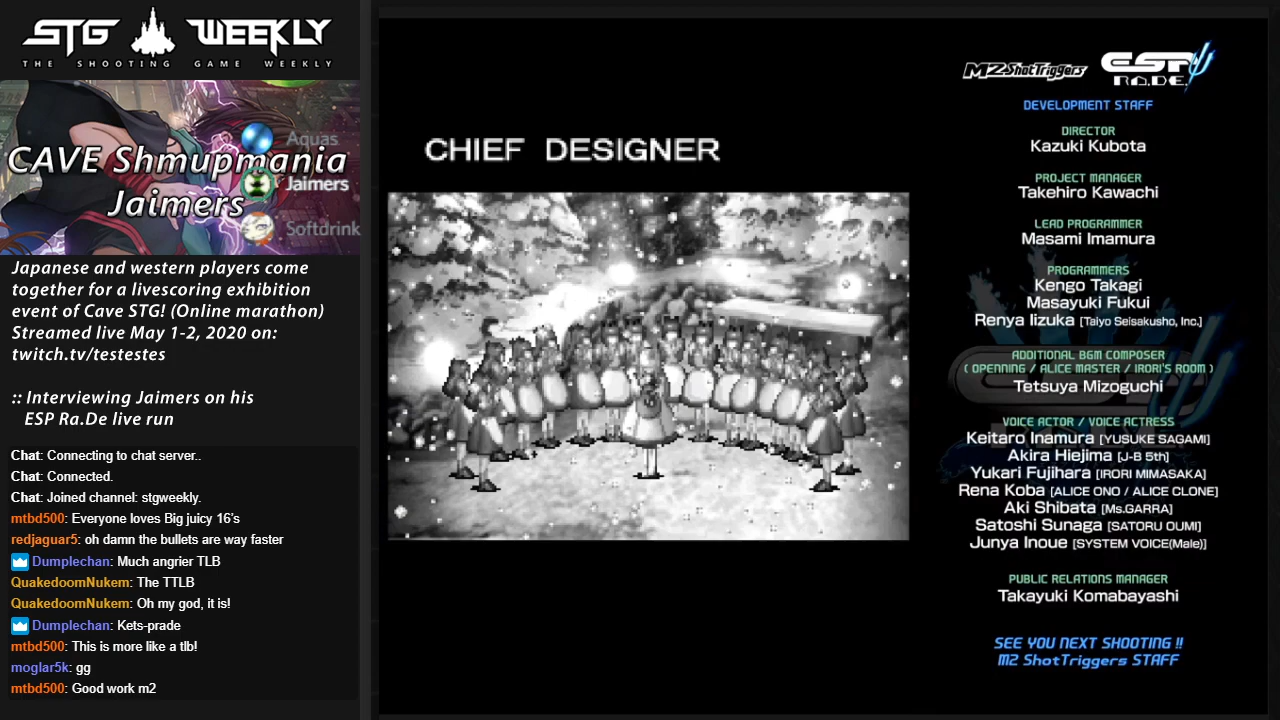 STG WEEKLY
THE SHOOTING GAME WEEKLY
CAVE Shmupmania
Jaimers
Aquas
Jaimers
Softdrink
Japanese and western players come
together for a livescoring exhibition
event of Cave STG! (Online marathon)
Streamed live May 1-2, 2020 on:
twitch.tv/testestes
:: Interviewing Jaimers on his
ESP Ra.De live run
Chat: Connecting to chat server..
Chat: Connected.
Chat: Joined channel: stgweekly.
mtbd500: Everyone loves Big juicy 16's
redjaguar5: oh damn the bullets are way faster
Dumplechan: Much angrier TLB
QuakedoomNukem: The TTLB
QuakedoomNukem: Oh my god, it is!
Dumplechan: Kets-prade
mtbd500: This is more like a tlb!
moglar5k: gg
mtbd500: Good work m2
CHIEF DESIGNER
M2 ShotTriggers
ESP RA.DE.
DEVELOPMENT STAFF
DIRECTOR
Kazuki Kubota
PROJECT MANAGER
Takehiro Kawachi
LEAD PROGRAMMER
Masami Imamura
PROGRAMMERS
Kengo Takagi
Masayuki Fukui
Renya Iizuka [Taiyo Seisakusho, Inc.]
ADDITIONAL BGM COMPOSER
( OPENNING / ALICE MASTER / IRORI'S ROOM )
Tetsuya Mizoguchi
VOICE ACTOR / VOICE ACTRESS
Keitaro Inamura [YUSUKE SAGAMI]
Akira Hiejima [J-B 5th]
Yukari Fujihara [IRORI MIMASAKA]
Rena Koba [ALICE ONO / ALICE CLONE]
Aki Shibata [Ms.GARRA]
Satoshi Sunaga [SATORU OUMI]
Junya Inoue [SYSTEM VOICE(Male)]
PUBLIC RELATIONS MANAGER
Takayuki Komabayashi
SEE YOU NEXT SHOOTING !!
M2 ShotTriggers STAFF